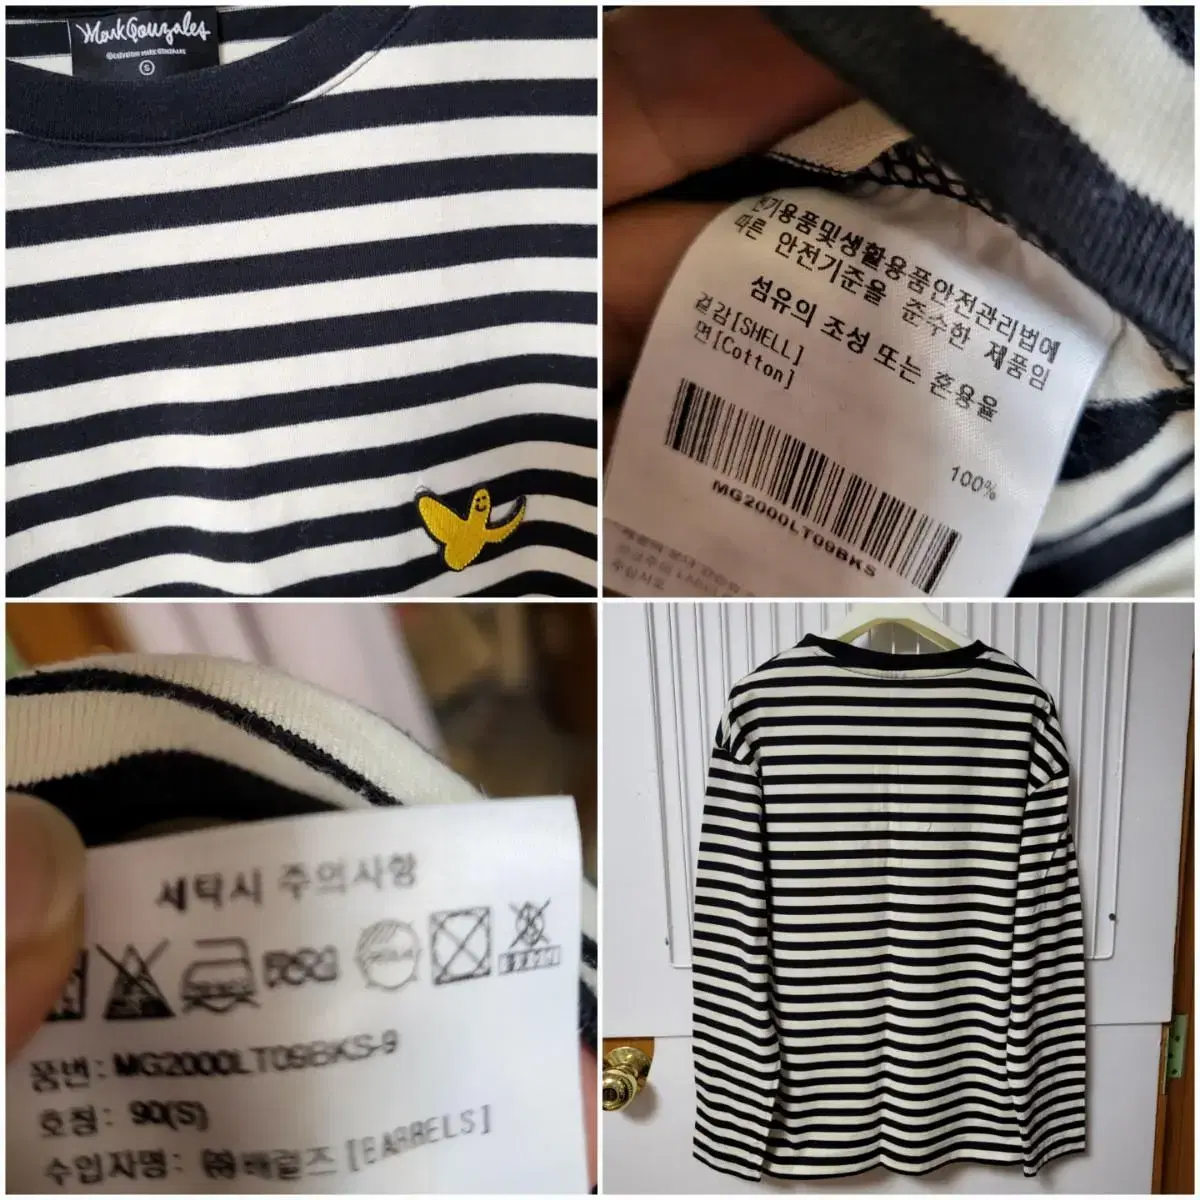 Mark Gonzales
S
전기용품및생활용품안전관리법에
따른 안전기준을 준수한 제품임
섬유의 조성 또는 혼용율
겉감[SHELL]
면[Cotton]
100%
MG2000LT09BKS
세탁시 주의사항
품번: MG2000LT09BKS-9
호칭: 90(S)
수입자명: ㈜배럴즈 [EARRELS]